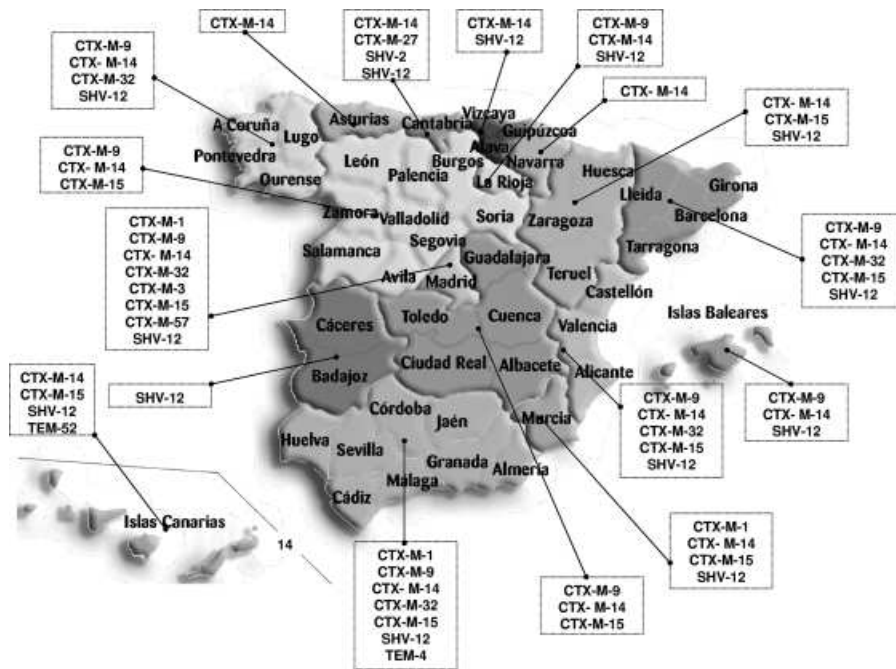 CTX-M-14
CTX-M-14
CTX-M-27
SHV-2
SHV-12
CTX-M-14
SHV-12
CTX-M-9
CTX-M-14
SHV-12
CTX-M-9
CTX- M-14
CTX-M-32
SHV-12
CTX- M-14
CTX- M-14
CTX-M-15
SHV-12
CTX-M-9
CTX- M-14
CTX-M-15
CTX-M-1
CTX-M-9
CTX- M-14
CTX-M-32
CTX-M-3
CTX-M-15
CTX-M-57
SHV-12
CTX-M-9
CTX- M-14
CTX-M-32
CTX-M-15
SHV-12
A Coruña
Lugo
Pontevedra
Ourense
Asturias
Cantabria
Vizcaya
Guipúzcoa
Alava
Navarra
La Rioja
León
Palencia
Burgos
Zamora
Valladolid
Soria
Segovia
Salamanca
Avila
Madrid
Huesca
Zaragoza
Teruel
Lleida
Girona
Barcelona
Tarragona
Guadalajara
Toledo
Cuenca
Ciudad Real
Albacete
Castellón
Valencia
Alicante
Islas Baleares
Cáceres
Badajoz
Murcia
Huelva
Sevilla
Córdoba
Jaén
Cádiz
Málaga
Granada
Almería
CTX-M-14
CTX-M-15
SHV-12
TEM-52
SHV-12
CTX-M-9
CTX- M-14
CTX-M-32
CTX-M-15
SHV-12
CTX-M-9
CTX- M-14
SHV-12
Islas Canarias
14
CTX-M-1
CTX-M-9
CTX- M-14
CTX-M-32
CTX-M-15
SHV-12
TEM-4
CTX-M-9
CTX- M-14
CTX-M-15
CTX-M-1
CTX- M-14
CTX-M-15
SHV-12